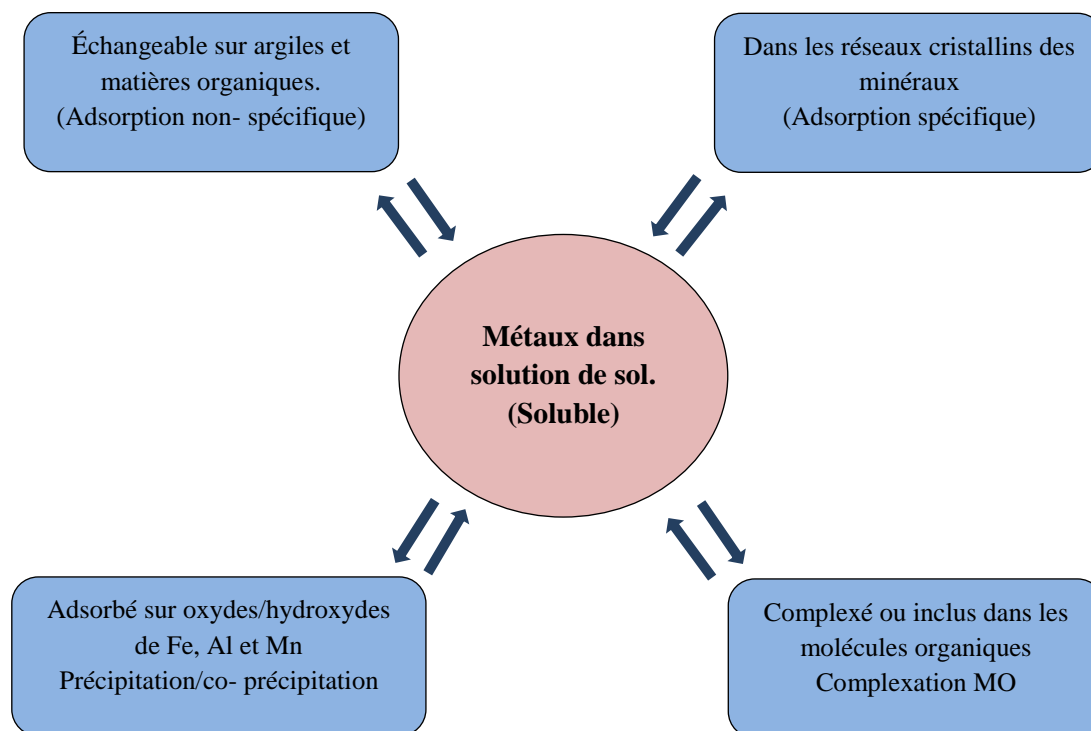 Échangeable sur argiles et
matières organiques.
(Adsorption non- spécifique)
Dans les réseaux cristallins des
minéraux
(Adsorption spécifique)
Métaux dans
solution de sol.
(Soluble)
Adsorbé sur oxydes/hydroxydes
de Fe, Al et Mn
Précipitation/co- précipitation
Complexé ou inclus dans les
molécules organiques
Complexation MO